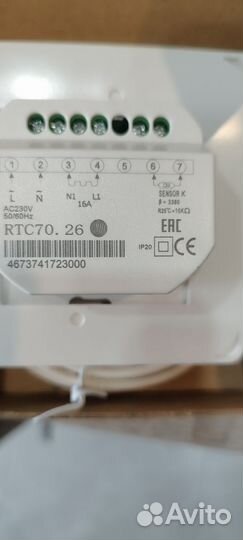 1 2 3 4 5 6 7
L N N1 L1
16A
SENSOR
AC230V
50/60Hz
β = 3380
R25℃=10KΩ
RTC70.26
IP20
EAC CE
4673741723000
Avito